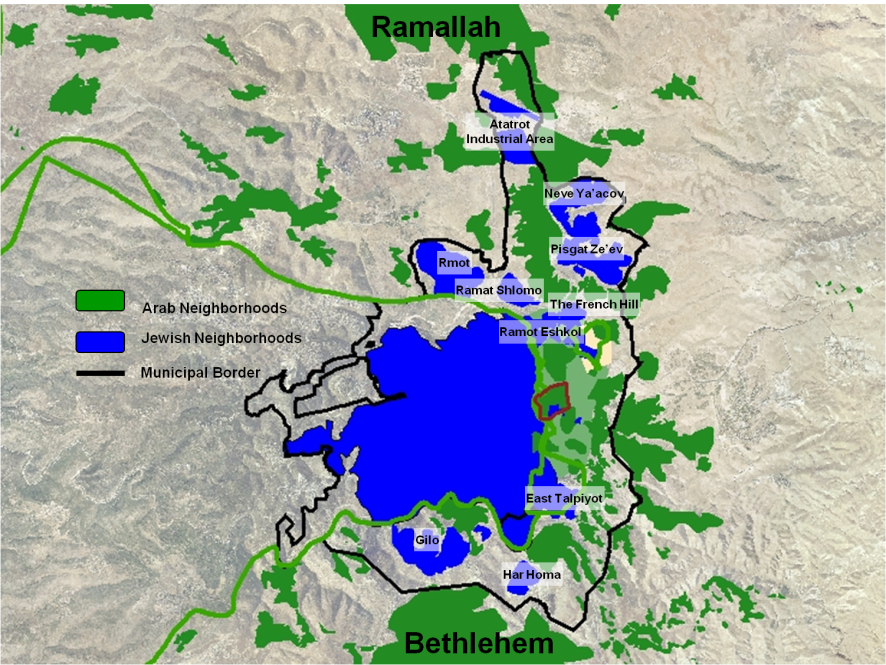 Ramallah
Atatrot
Industrial Area
Neve Ya'acov
Pisgat Ze'ev
Rmot
Ramat Shlomo
The French Hill
Ramot Eshkol
Arab Neighborhoods
Jewish Neighborhoods
Municipal Border
East Talpiyot
Gilo
Har Homa
Bethlehem